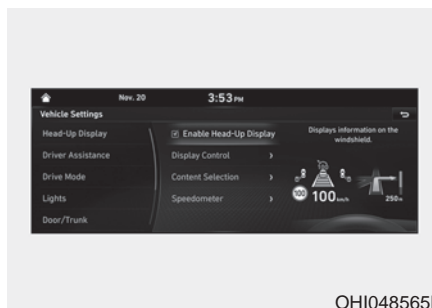 Nov. 20
3:53 PM
Vehicle Settings
Head-Up Display
Enable Head-Up Display
Displays information on the
windshield.
Driver Assistance
Display Control
Drive Mode
Content Selection
Lights
Speedometer
100
100 km/h
250m
Door/Trunk
OHI048565